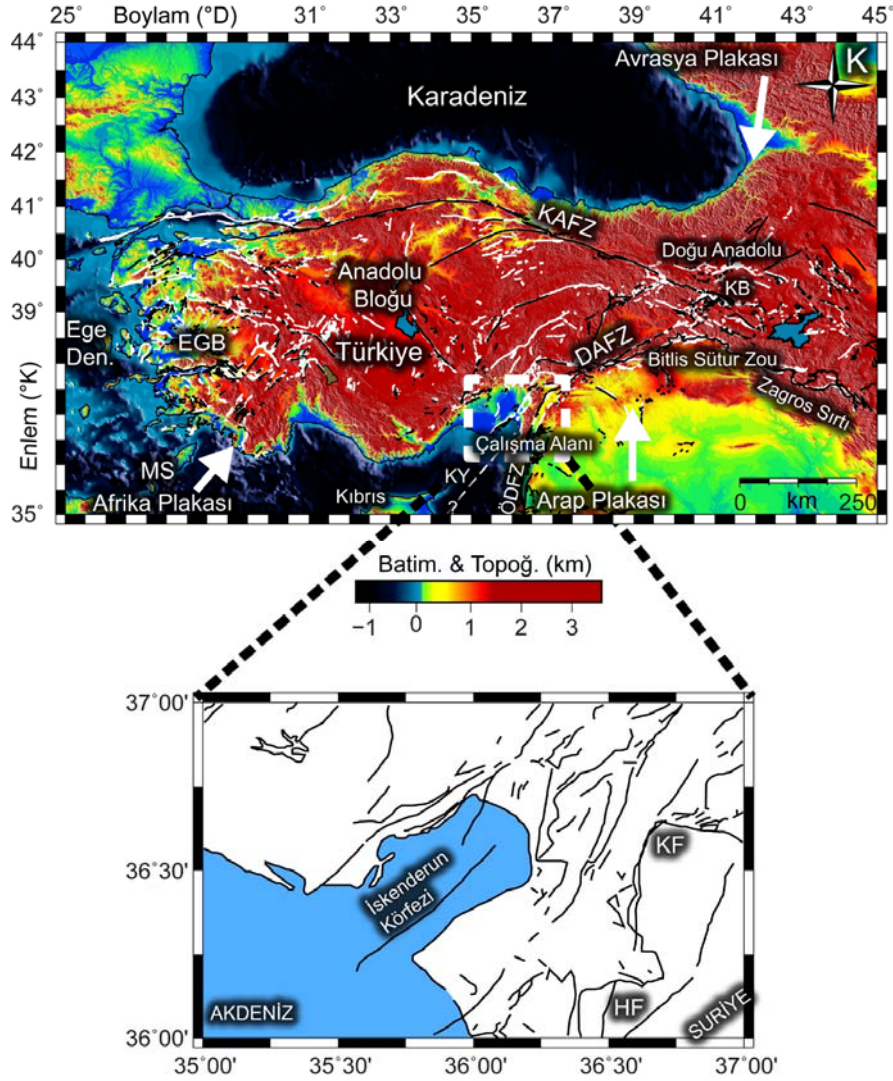 Boylam (°D)
25° 31° 33° 35° 37° 39° 41° 43° 45°
44°
43°
42°
41°
40°
39°
37°
36°
35°
Enlem (°K)
Avrasya Plakası
K
Karadeniz
KAFZ
Doğu Anadolu
Anadolu
Bloğu
KB
Ege
Den.
EGB
Türkiye
DAFZ
Bitlis Sütur Zou
Zagros Sırtı
Çalışma Alanı
MS
KY
ÖDFZ
Afrika Plakası
Kıbrıs
?
Arap Plakası
0 km 250
Batim. & Topoğ. (km)
−1 0 1 2 3
37°00'
36°30'
36°00'
KF
İskenderun
Körfezi
AKDENİZ
HF
SURİYE
35°00' 35°30' 36°00' 36°30' 37°00'